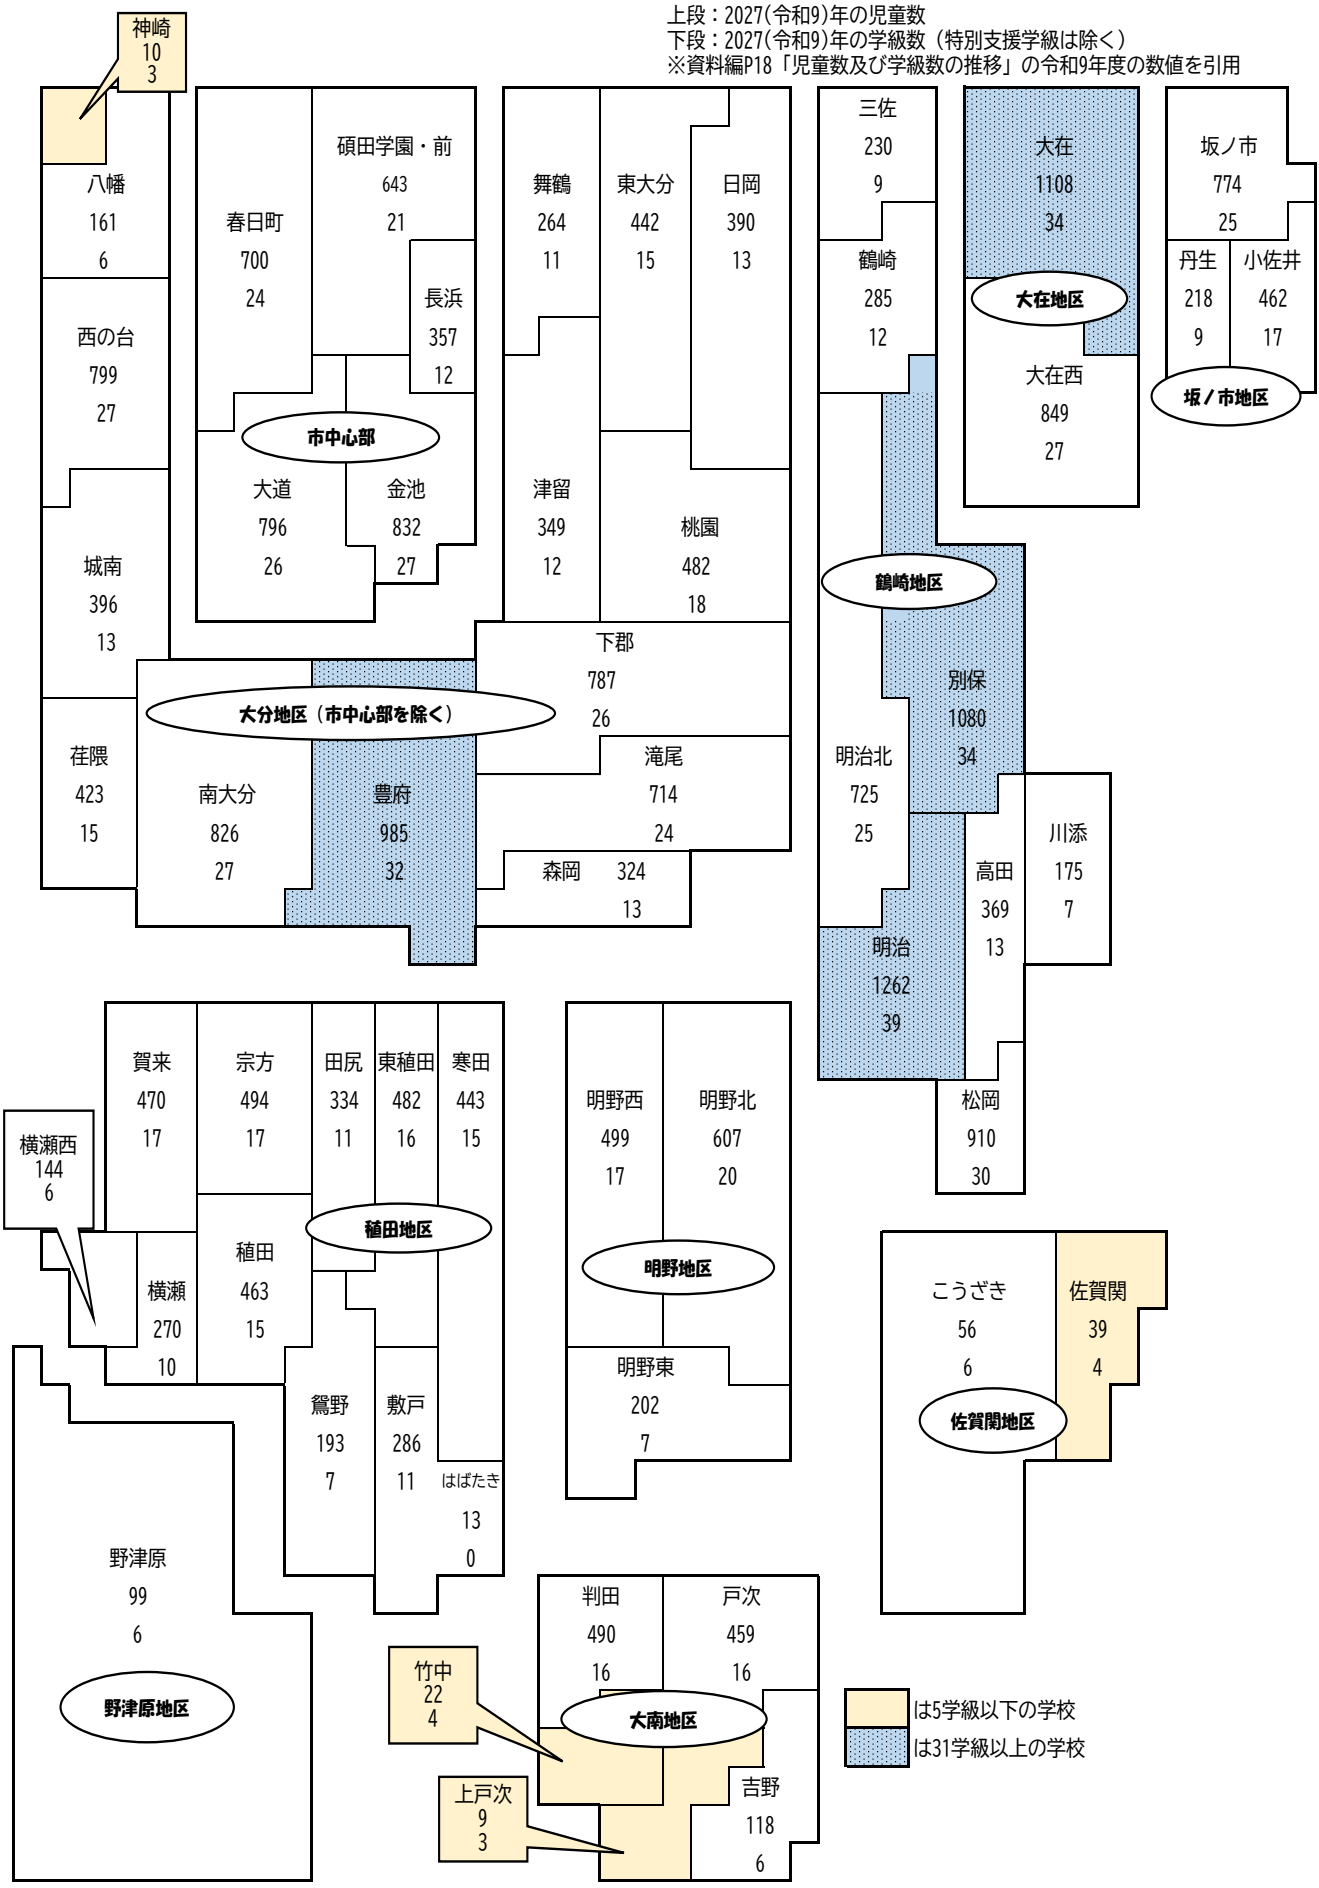 上段：2027(令和9)年の児童数
下段：2027(令和9)年の学級数（特別支援学級は除く）
※資料編P18「児童数及び学級数の推移」の令和9年度の数値を引用
神崎
10
3
八幡
161
6
西の台
799
27
城南
396
13
荏隈
423
15
春日町
700
24
碩田学園・前
643
21
長浜
357
12
市中心部
大道
796
26
金池
832
27
舞鶴
264
11
東大分
442
15
日岡
390
13
津留
349
12
桃園
482
18
下郡
787
26
大分地区（市中心部を除く）
南大分
826
27
豊府
985
32
滝尾
714
24
森岡 324
13
三佐
230
9
鶴崎
285
12
鶴崎地区
別保
1080
34
明治北
725
25
明治
1262
39
高田
369
13
川添
175
7
松岡
910
30
大在
1108
34
大在地区
大在西
849
27
坂ノ市
774
25
丹生
218
9
小佐井
462
17
坂ノ市地区
賀来
470
17
宗方
494
17
田尻
334
11
東稙田
482
16
寒田
443
15
横瀬西
144
6
稙田地区
稙田
463
15
横瀬
270
10
鴛野
193
7
敷戸
286
11
はばたき
13
0
明野西
499
17
明野北
607
20
明野地区
明野東
202
7
こうざき
56
6
佐賀関
39
4
佐賀関地区
野津原
99
6
野津原地区
判田
490
16
戸次
459
16
竹中
22
4
大南地区
上戸次
9
3
吉野
118
6
は5学級以下の学校
は31学級以上の学校